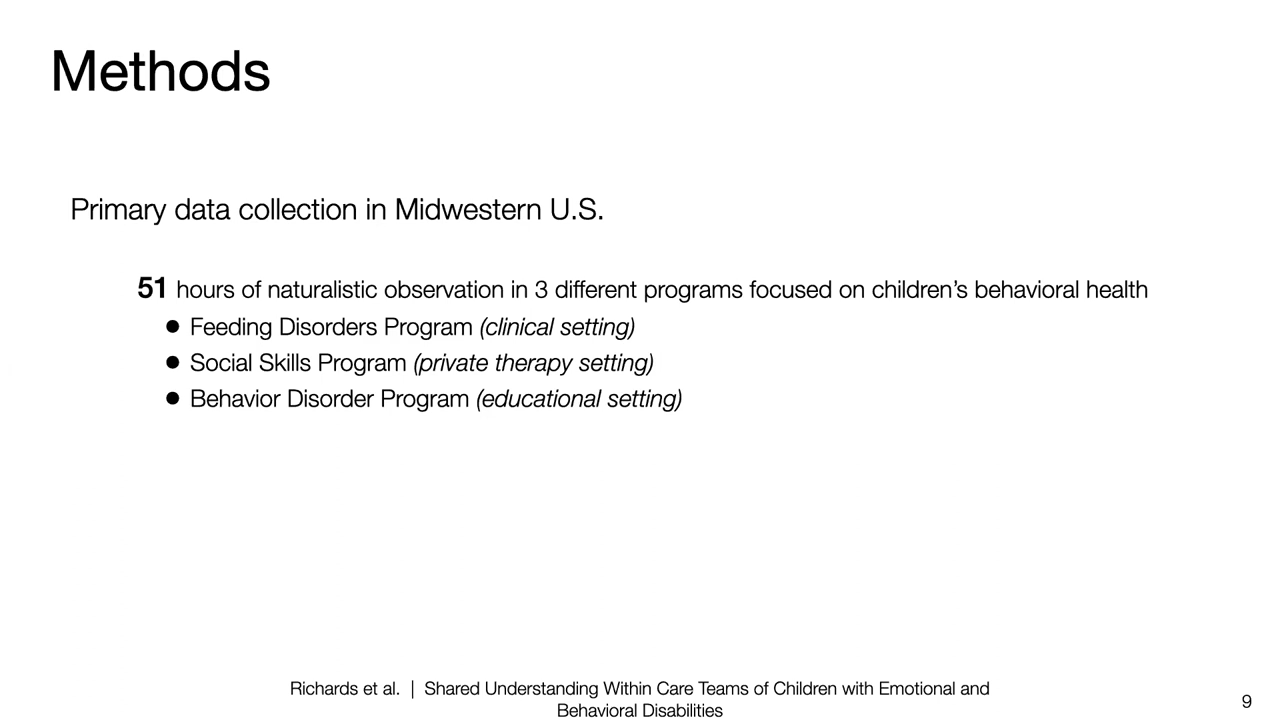 Methods
Primary data collection in Midwestern U.S.
51 hours of naturalistic observation in 3 different programs focused on children’s behavioral health
● Feeding Disorders Program (clinical setting)
● Social Skills Program (private therapy setting)
● Behavior Disorder Program (educational setting)
Richards et al. | Shared Understanding Within Care Teams of Children with Emotional and
Behavioral Disabilities
9